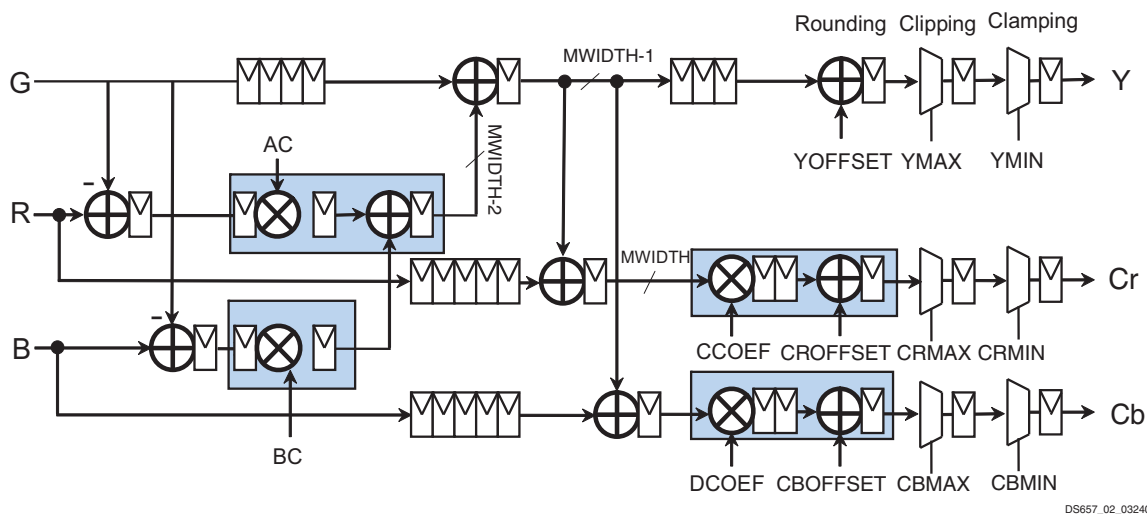 Rounding Clipping Clamping
MWIDTH-1
G
Y
AC
MWIDTH-2
YOFFSET YMAX YMIN
-
R
MWIDTH
Cr
-
B
CCOEF CROFFSET CRMAX CRMIN
Cb
BC
DCOEF CBOFFSET CBMAX CBMIN